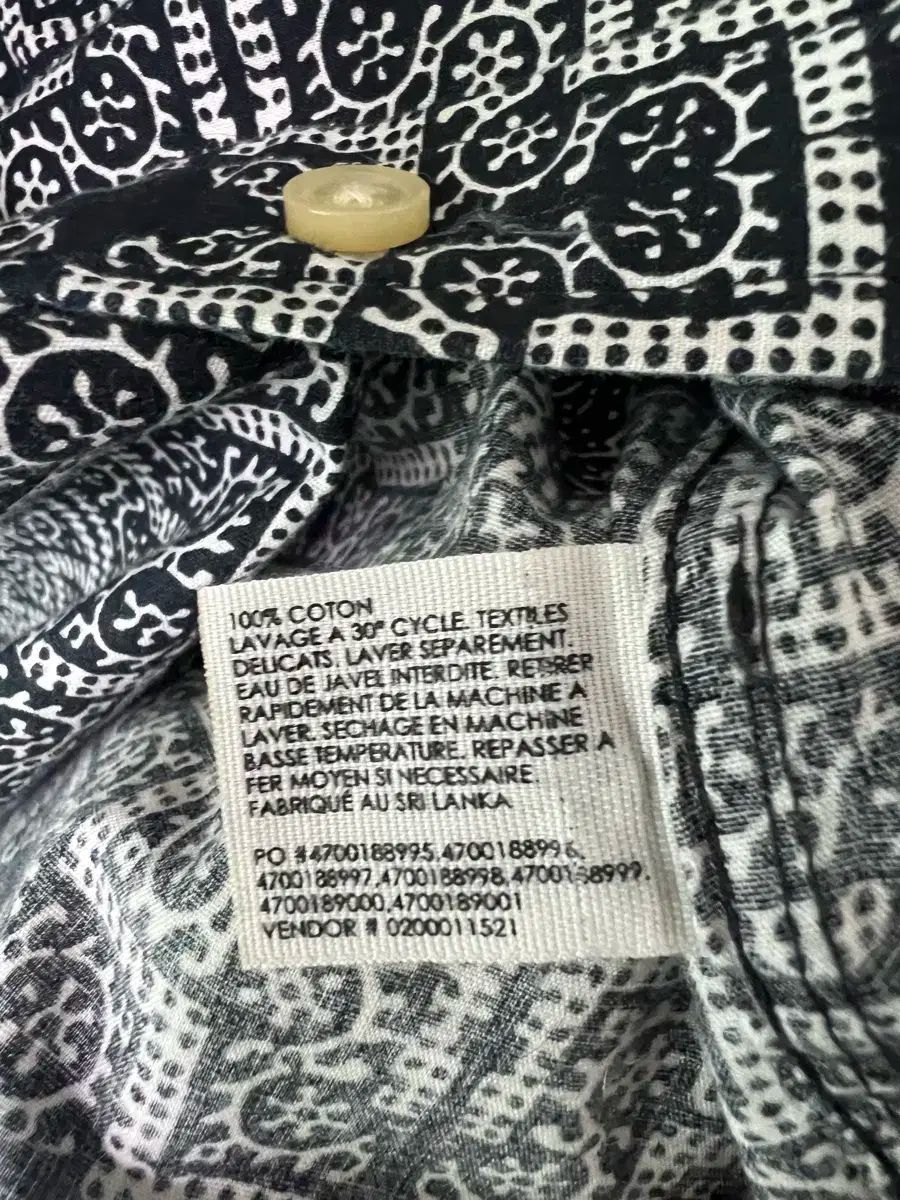 100% COTON
LAVAGE A 30° CYCLE. TEXTILES
DELICATS. LAVER SEPAREMENT.
EAU DE JAVEL INTERDITE. RETIRER
RAPIDEMENT DE LA MACHINE A
LAVER. SECHAGE EN MACHINE
BASSE TEMPERATURE. REPASSER A
FER MOYEN SI NECESSAIRE.
FABRIQUÉ AU SRI LANKA
PO #4700188995,4700188996,
4700188997,4700188998,4700188999,
4700189000,4700189001
VENDOR # 0200011521